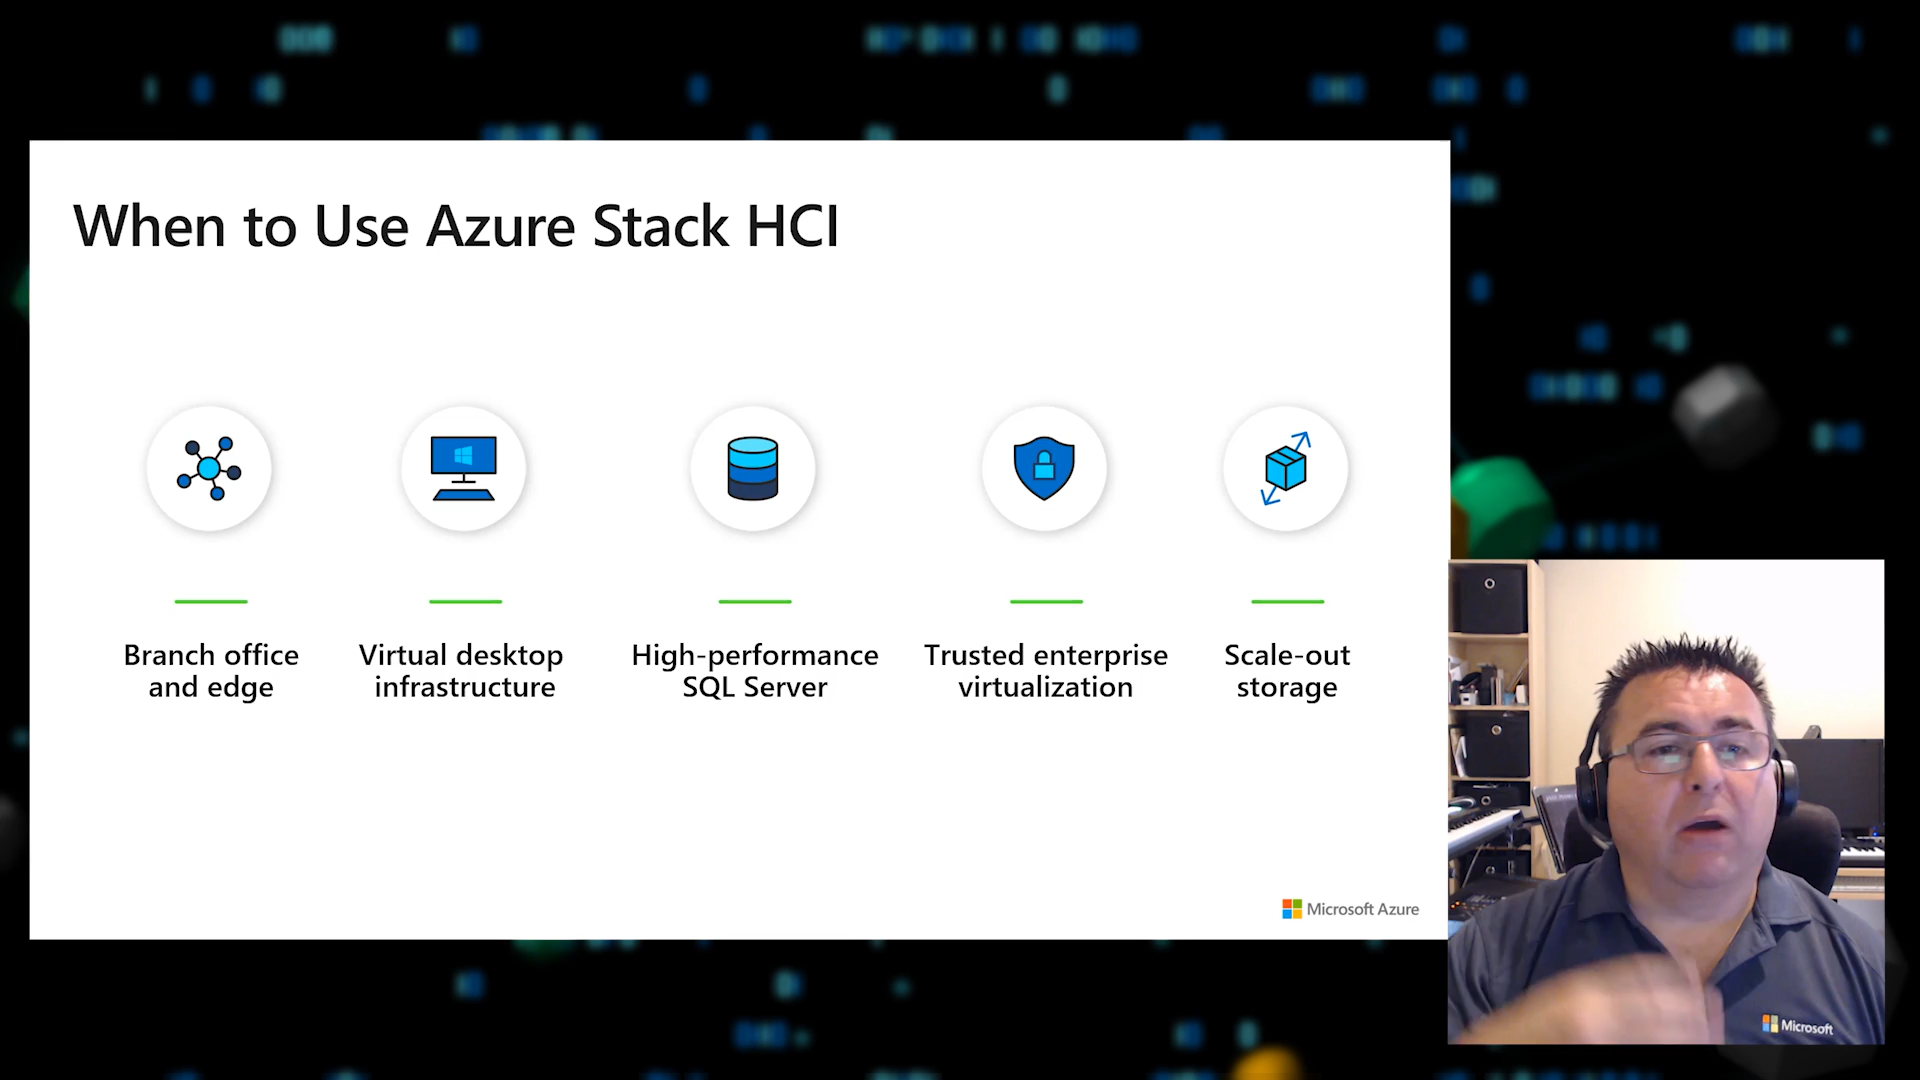 When to Use Azure Stack HCI
Branch office
and edge
Virtual desktop
infrastructure
High-performance
SQL Server
Trusted enterprise
virtualization
Scale-out
storage
Microsoft Azure
Microsoft